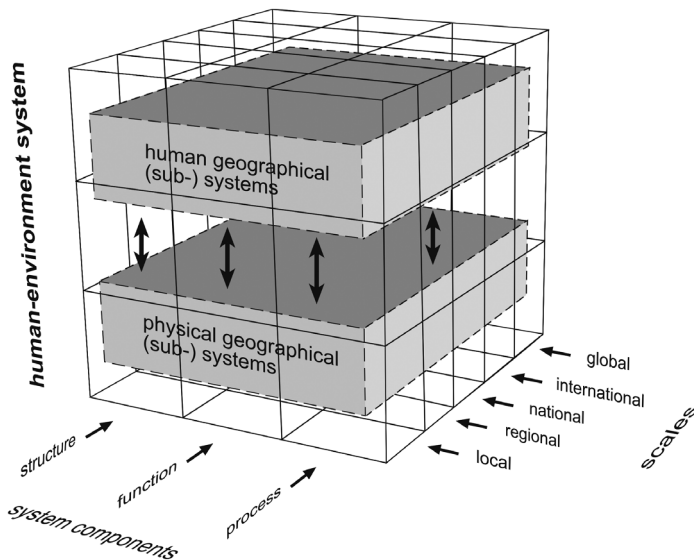 human-environment system
human geographical
(sub-) systems
physical geographical
(sub-) systems
global
international
national
regional
local
scales
structure
function
process
system components